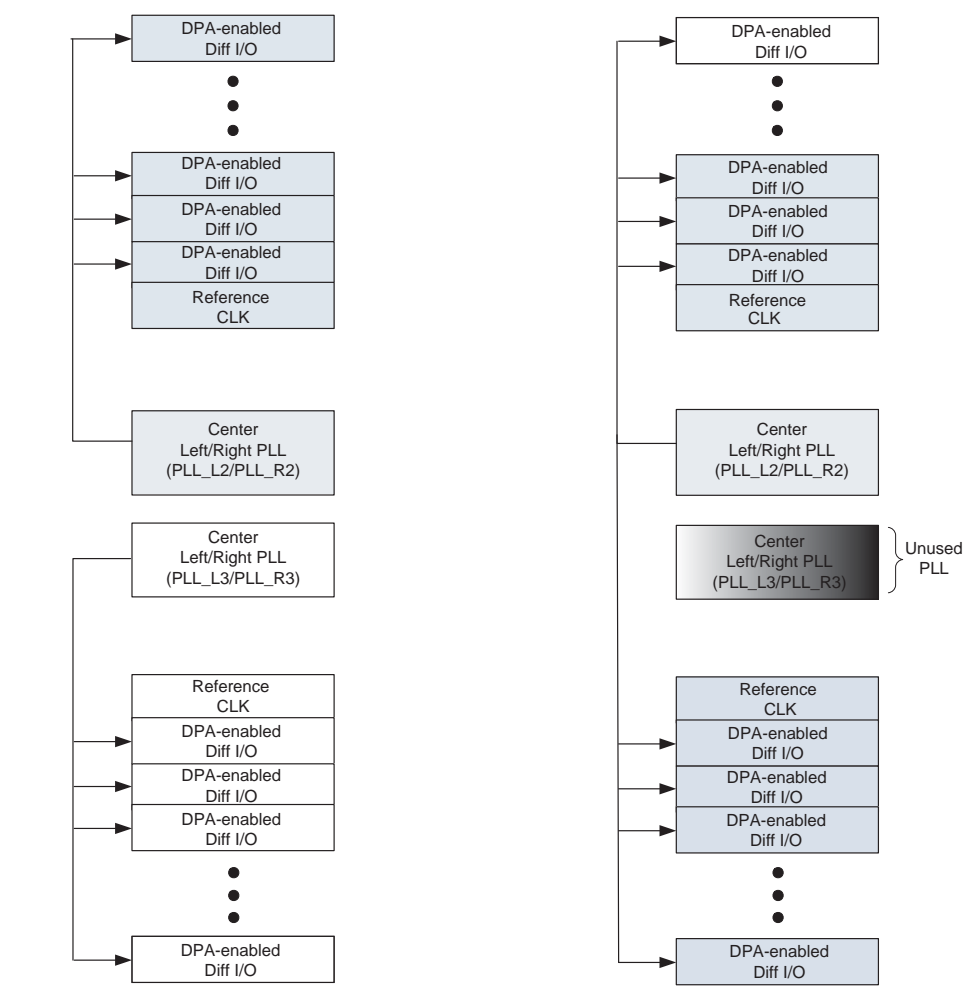 DPA-enabled
Diff I/O
DPA-enabled
Diff I/O
DPA-enabled
Diff I/O
DPA-enabled
Diff I/O
Reference
CLK
Center
Left/Right PLL
(PLL_L2/PLL_R2)
Center
Left/Right PLL
(PLL_L3/PLL_R3)
Reference
CLK
DPA-enabled
Diff I/O
DPA-enabled
Diff I/O
DPA-enabled
Diff I/O
DPA-enabled
Diff I/O
DPA-enabled
Diff I/O
DPA-enabled
Diff I/O
DPA-enabled
Diff I/O
DPA-enabled
Diff I/O
Reference
CLK
Center
Left/Right PLL
(PLL_L2/PLL_R2)
Center
Left/Right PLL
(PLL_L3/PLL_R3)
Unused
PLL
Reference
CLK
DPA-enabled
Diff I/O
DPA-enabled
Diff I/O
DPA-enabled
Diff I/O
DPA-enabled
Diff I/O